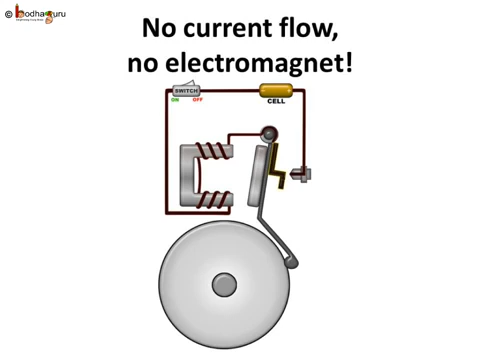 © bodhaguru
No current flow,
no electromagnet!
SWITCH
ON OFF
CELL